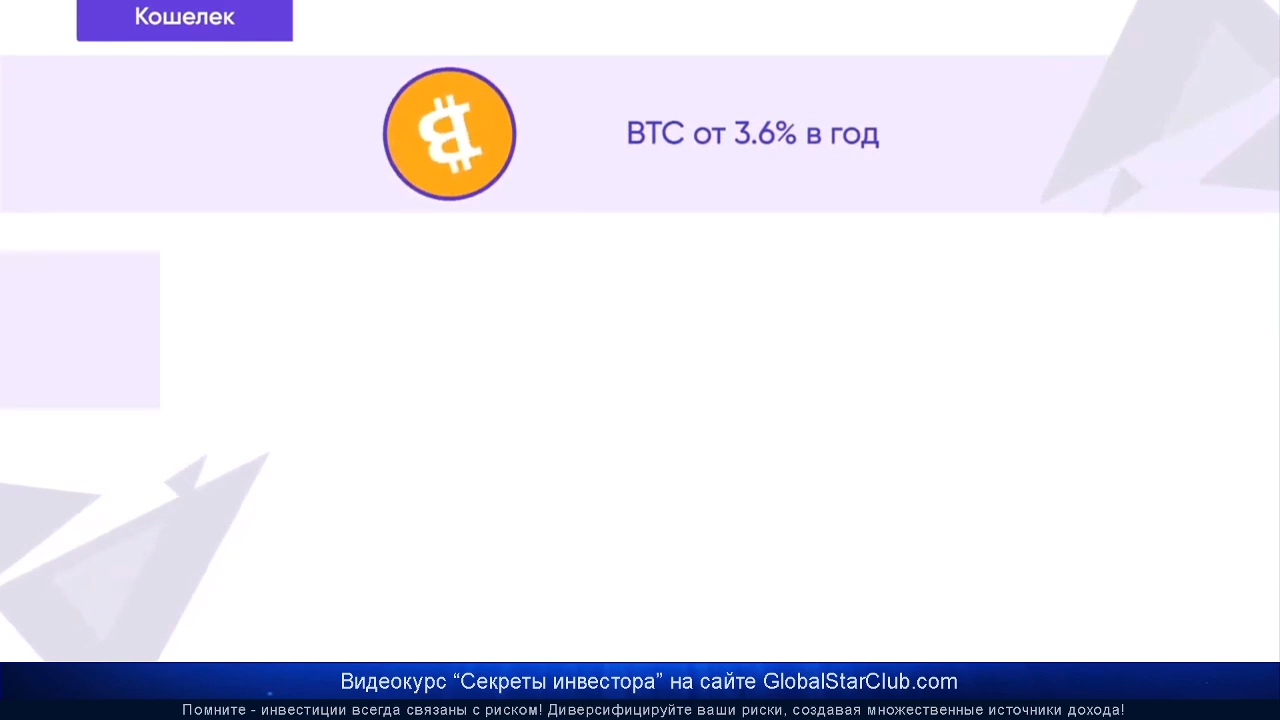 Кошелек
BTC от 3.6% в год
Видеокурс “Секреты инвестора” на сайте GlobalStarClub.com
Помните - инвестиции всегда связаны с риском! Диверсифицируйте ваши риски, создавая множественные источники дохода!